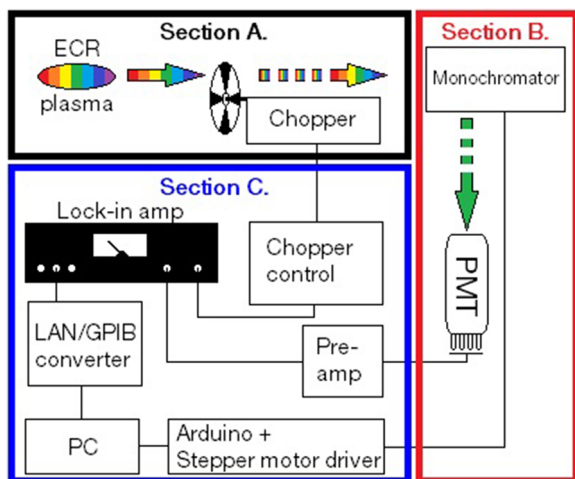 Section A.
ECR
plasma
Chopper
Section B.
Monochromator
PMT
Section C.
Lock-in amp
Chopper
control
LAN/GPIB
converter
Pre-
amp
PC
Arduino +
Stepper motor driver